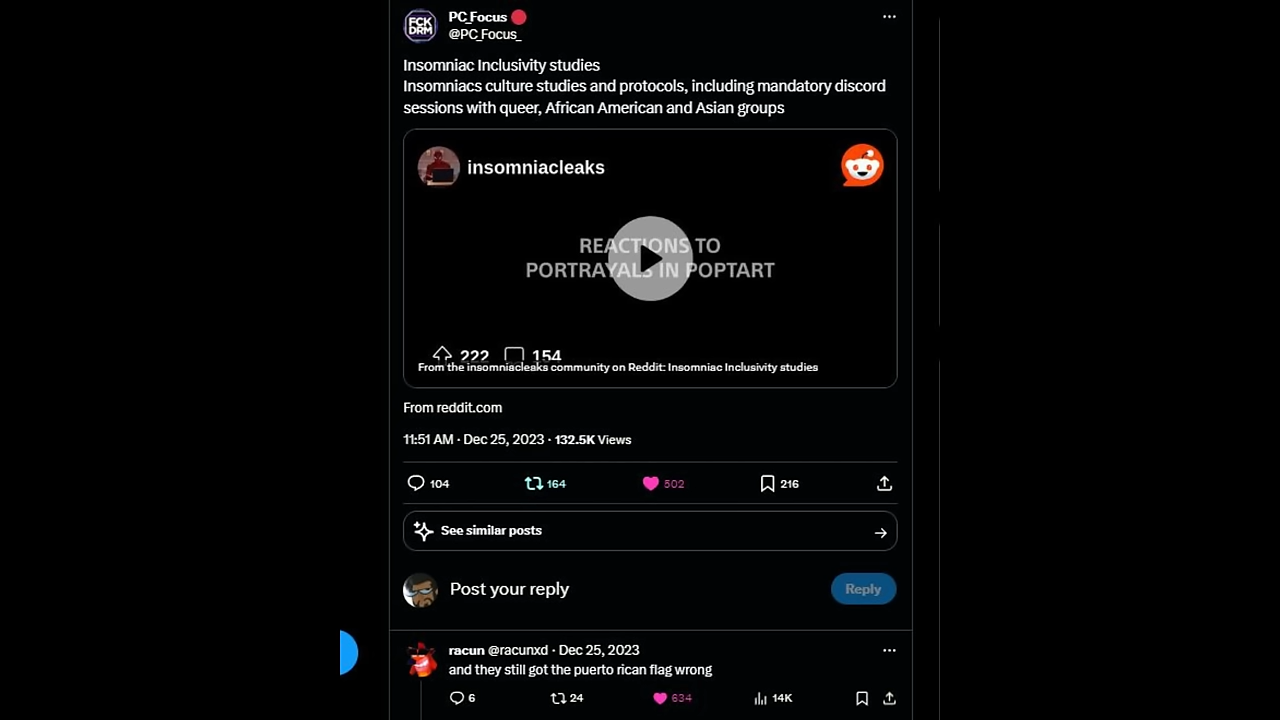 FCK
DRM
PC_Focus
@PC_Focus_
Insomniac Inclusivity studies
Insomniacs culture studies and protocols, including mandatory discord
sessions with queer, African American and Asian groups
insomniacleaks
REACTIONS TO
PORTRAYALS IN POPTART
222 154
From the insomniacleaks community on Reddit: Insomniac Inclusivity studies
From reddit.com
11:51 AM · Dec 25, 2023 · 132.5K Views
104 164 502 216
See similar posts
Post your reply Reply
racun @racunxd · Dec 25, 2023
and they still got the puerto rican flag wrong
6 24 634 14K